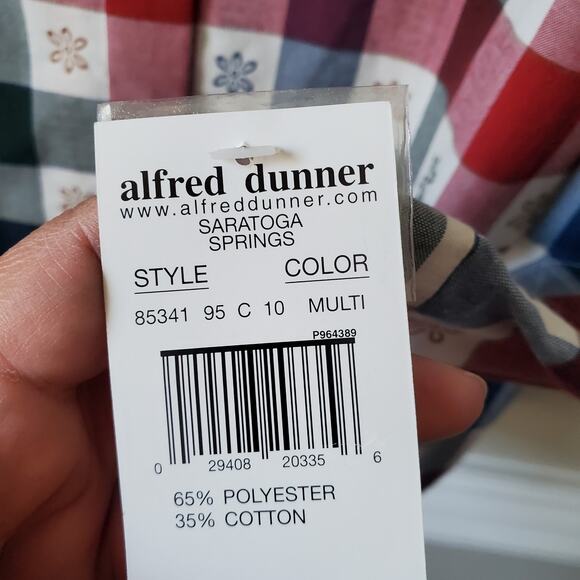 alfred dunner
www.alfreddunner.com
SARATOGA
SPRINGS
STYLE COLOR
85341 95 C 10 MULTI
P964389
0 29408 20335 6
65% POLYESTER
35% COTTON